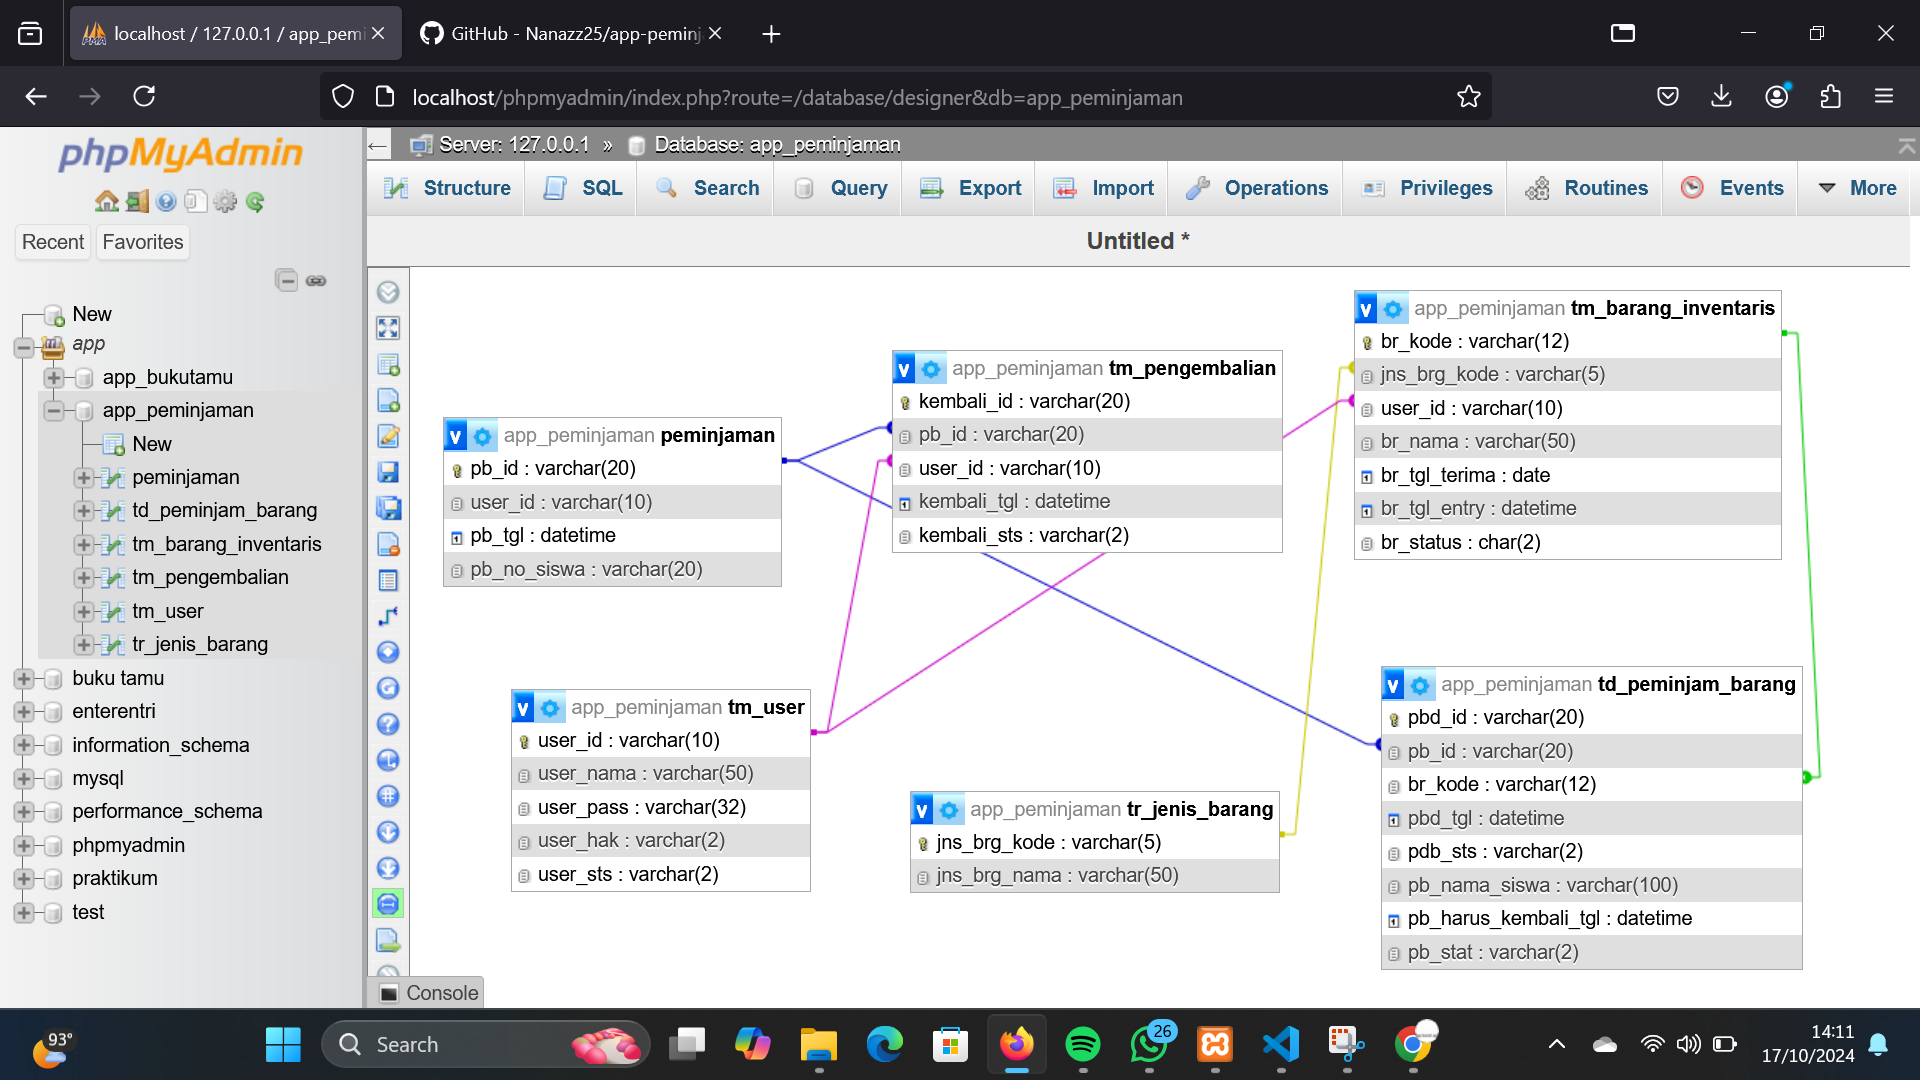 localhost / 127.0.0.1 / app_pemi
GitHub - Nanazz25/app-peminj
localhost/phpmyadmin/index.php?route=/database/designer&db=app_peminjaman
phpMyAdmin
Recent
Favorites
New
app
app_bukutamu
app_peminjaman
New
peminjaman
td_peminjam_barang
tm_barang_inventaris
tm_pengembalian
tm_user
tr_jenis_barang
buku tamu
enterentri
information_schema
mysql
performance_schema
phpmyadmin
praktikum
test
Server: 127.0.0.1 » Database: app_peminjaman
Structure
SQL
Search
Query
Export
Import
Operations
Privileges
Routines
Events
More
Untitled *
v app_peminjaman peminjaman
pb_id : varchar(20)
user_id : varchar(10)
pb_tgl : datetime
pb_no_siswa : varchar(20)
v app_peminjaman tm_pengembalian
kembali_id : varchar(20)
pb_id : varchar(20)
user_id : varchar(10)
kembali_tgl : datetime
kembali_sts : varchar(2)
v app_peminjaman tm_barang_inventaris
br_kode : varchar(12)
jns_brg_kode : varchar(5)
user_id : varchar(10)
br_nama : varchar(50)
br_tgl_terima : date
br_tgl_entry : datetime
br_status : char(2)
v app_peminjaman tm_user
user_id : varchar(10)
user_nama : varchar(50)
user_pass : varchar(32)
user_hak : varchar(2)
user_sts : varchar(2)
v app_peminjaman tr_jenis_barang
jns_brg_kode : varchar(5)
jns_brg_nama : varchar(50)
v app_peminjaman td_peminjam_barang
pbd_id : varchar(20)
pb_id : varchar(20)
br_kode : varchar(12)
pbd_tgl : datetime
pdb_sts : varchar(2)
pb_nama_siswa : varchar(100)
pb_harus_kembali_tgl : datetime
pb_stat : varchar(2)
Console
93°
Search
26
14:11
17/10/2024